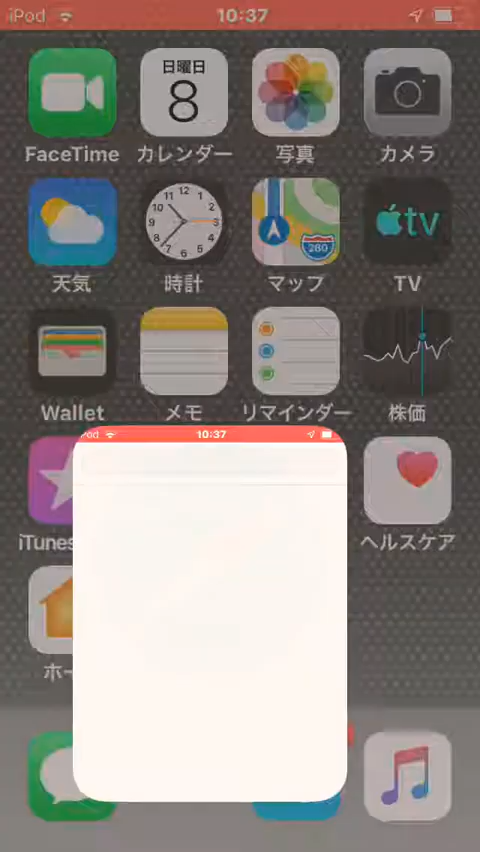 iPod 10:37
日曜日
8
FaceTime カレンダー 写真 カメラ
12 1 2 3 4 5 6 7 8 9 10 11
280
tv
天気 時計 マップ TV
Wallet メモ リマインダー 株価
Pod 10:37
iTunes ヘルスケア
ホー